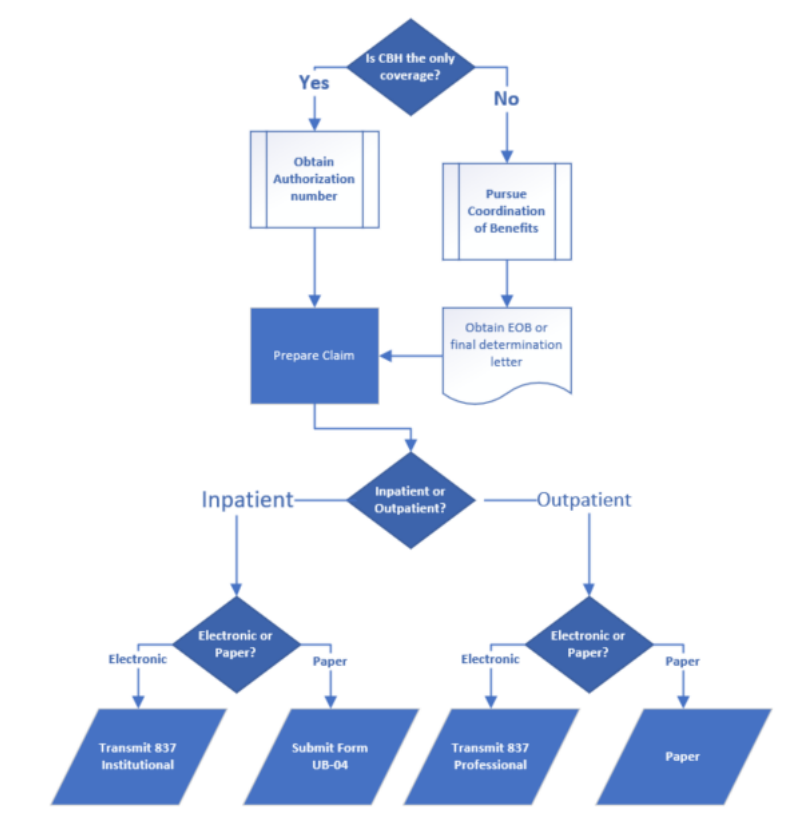 Is CBH the only
coverage?
Yes
No
Obtain
Authorization
number
Pursue
Coordination
of Benefits
Prepare Claim
Obtain EOB or
final determination
letter
Inpatient or
Outpatient?
Inpatient
Outpatient
Electronic or
Paper?
Electronic
Paper
Electronic or
Paper?
Electronic
Paper
Transmit 837
Institutional
Submit Form
UB-04
Transmit 837
Professional
Paper